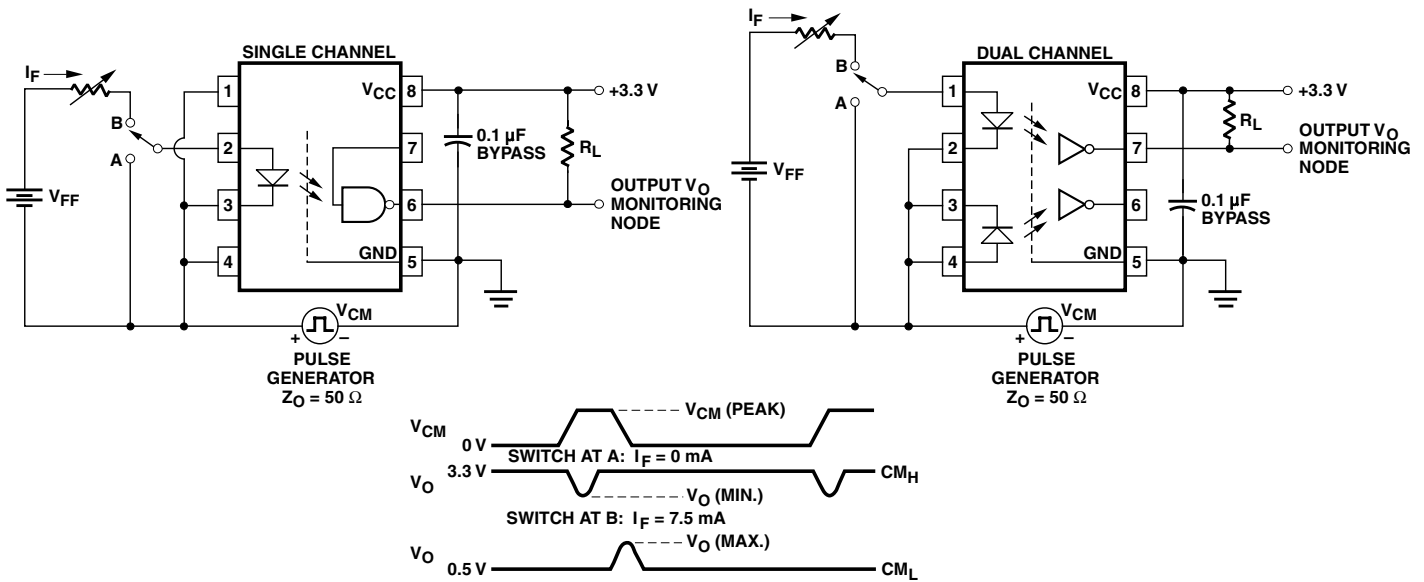 SINGLE CHANNEL
I_F
B
A
V_FF
1
2
3
4
V_CC
8
7
6
GND
5
0.1 µF
BYPASS
R_L
+3.3 V
OUTPUT V_O
MONITORING
NODE
V_CM
+ –
PULSE
GENERATOR
Z_O = 50 Ω
DUAL CHANNEL
I_F
B
A
V_FF
1
2
3
4
V_CC
8
7
6
GND
5
R_L
+3.3 V
OUTPUT V_O
MONITORING
NODE
0.1 µF
BYPASS
V_CM
+ –
PULSE
GENERATOR
Z_O = 50 Ω
V_CM
V_CM (PEAK)
0 V
SWITCH AT A: I_F = 0 mA
V_O
3.3 V
CM_H
V_O (MIN.)
SWITCH AT B: I_F = 7.5 mA
V_O
0.5 V
V_O (MAX.)
CM_L